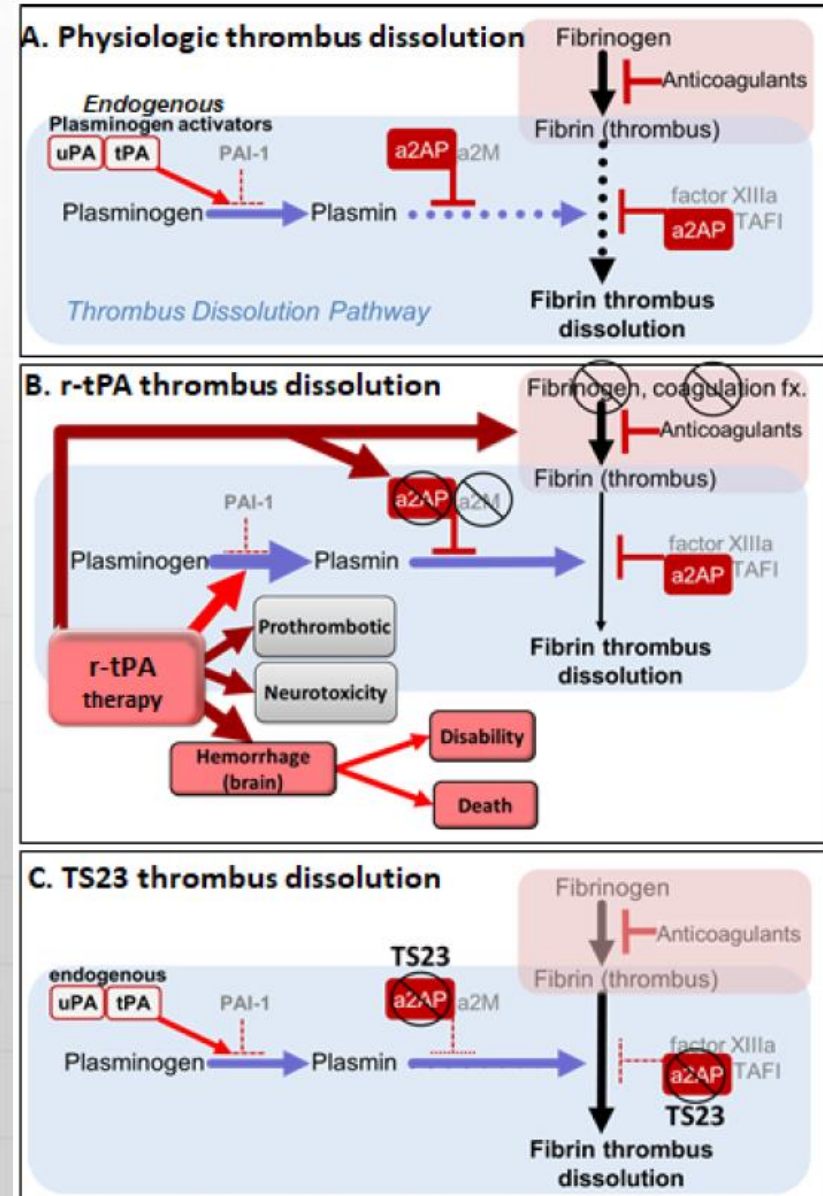 A. Physiologic thrombus dissolution
Fibrinogen
Anticoagulants
Endogenous
Plasminogen activators
uPA tPA
PAI-1
a2AP a2M
Fibrin (thrombus)
Plasminogen
Plasmin
factor XIIIa
a2AP TAFI
Thrombus Dissolution Pathway
Fibrin thrombus
dissolution
B. r-tPA thrombus dissolution
Fibrinogen, coagulation fx.
Anticoagulants
Fibrin (thrombus)
PAI-1
a2AP a2M
Plasminogen
Plasmin
factor XIIIa
a2AP TAFI
Prothrombotic
r-tPA
therapy
Neurotoxicity
Fibrin thrombus
dissolution
Hemorrhage
(brain)
Disability
Death
C. TS23 thrombus dissolution
Fibrinogen
Anticoagulants
TS23
endogenous
uPA tPA
PAI-1
a2AP a2M
Fibrin (thrombus)
Plasminogen
Plasmin
factor XIIIa
a2AP TAFI
TS23
Fibrin thrombus
dissolution